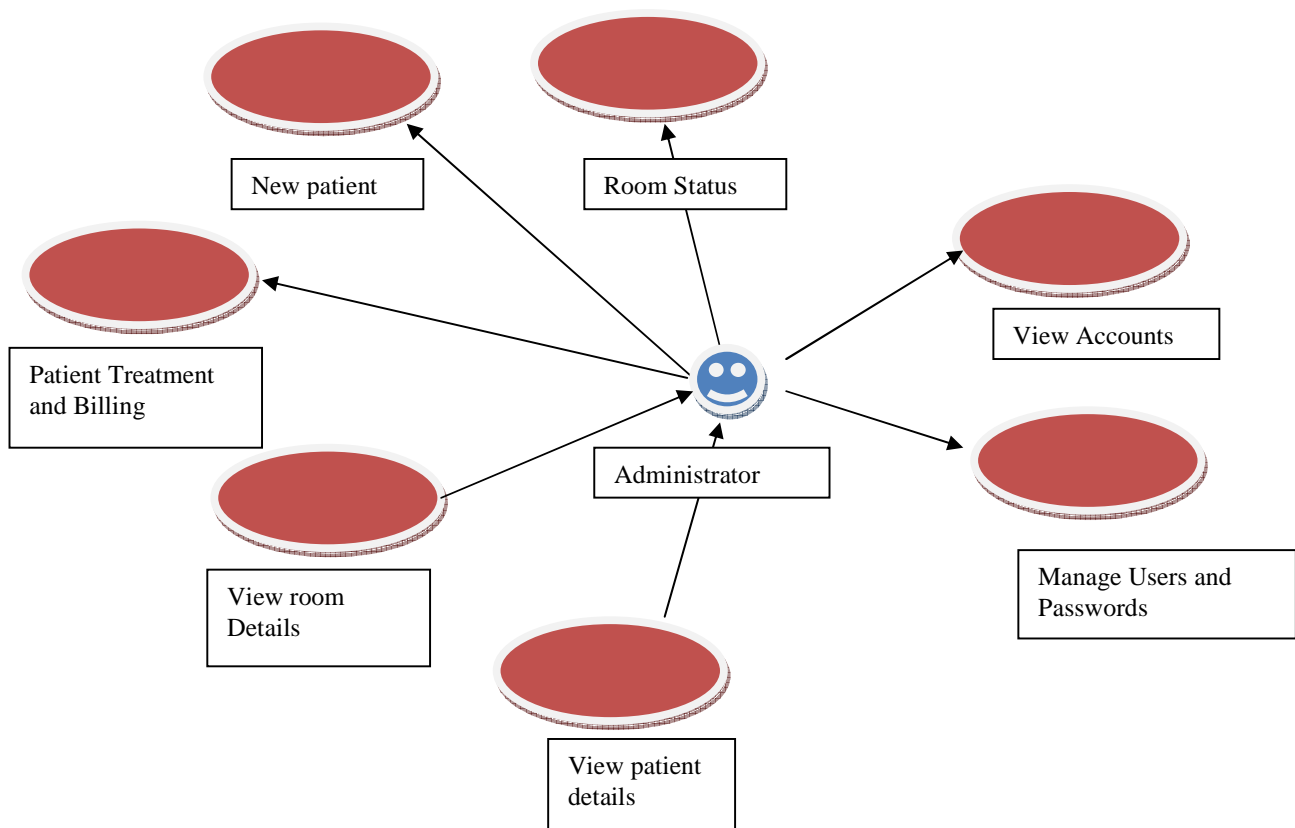 New patient
Room Status
View Accounts
Patient Treatment
and Billing
Administrator
View room
Details
Manage Users and
Passwords
View patient
details